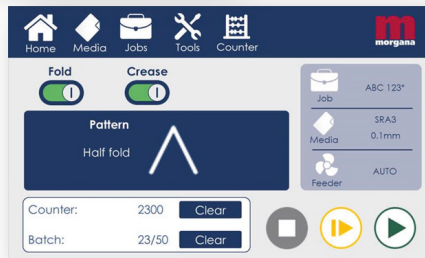 Home Media Jobs Tools Counter
morgana
Fold Crease
Pattern
Half fold
Job ABC 123*
Media SRA3
0.1mm
Feeder AUTO
Counter: 2300 Clear
Batch: 23/50 Clear